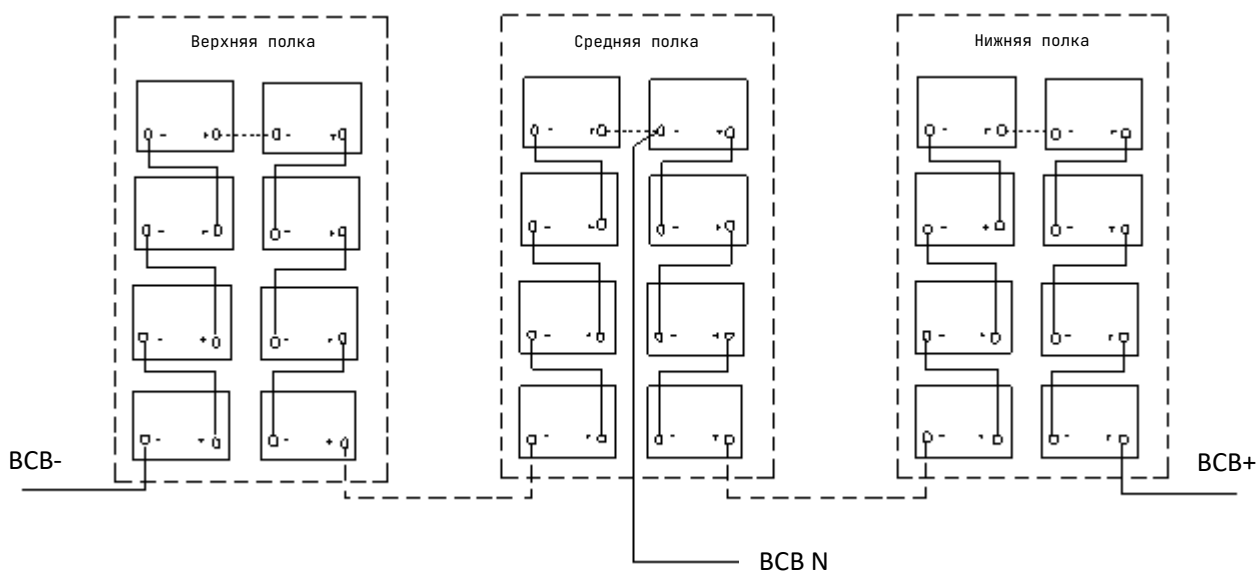 Верхняя полка
Средняя полка
Нижняя полка
BCB-
BCB+
BCB N